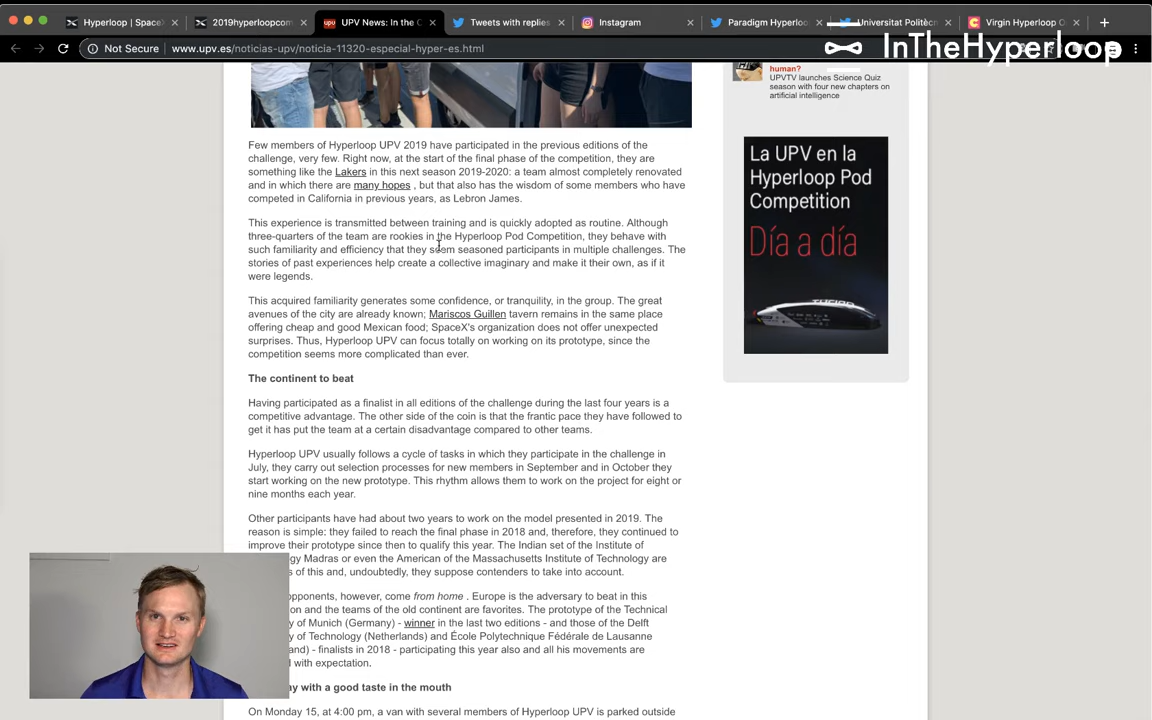 Hyperloop | Space
2019hyperloopcom
UPV News: In the C
Tweets with replies
Instagram
Paradigm Hyperloo
Universitat Politèc
Virgin Hyperloop O
Not Secure
www.upv.es/noticias-upv/noticia-11320-especial-hyper-es.html
InTheHyperloop
human?
UPVTV launches Science Quiz
season with four new chapters on
artificial intelligence
La UPV en la
Hyperloop Pod
Competition
Día a día
Few members of Hyperloop UPV 2019 have participated in the previous editions of the
challenge, very few. Right now, at the start of the final phase of the competition, they are
something like the Lakers in this next season 2019-2020: a team almost completely renovated
and in which there are many hopes , but that also has the wisdom of some members who have
competed in California in previous years, as Lebron James.
This experience is transmitted between training and is quickly adopted as routine. Although
three-quarters of the team are rookies in the Hyperloop Pod Competition, they behave with
such familiarity and efficiency that they seem seasoned participants in multiple challenges. The
stories of past experiences help create a collective imaginary and make it their own, as if it
were legends.
This acquired familiarity generates some confidence, or tranquility, in the group. The great
avenues of the city are already known; Mariscos Guillen tavern remains in the same place
offering cheap and good Mexican food; SpaceX's organization does not offer unexpected
surprises. Thus, Hyperloop UPV can focus totally on working on its prototype, since the
competition seems more complicated than ever.
The continent to beat
Having participated as a finalist in all editions of the challenge during the last four years is a
competitive advantage. The other side of the coin is that the frantic pace they have followed to
get it has put the team at a certain disadvantage compared to other teams.
Hyperloop UPV usually follows a cycle of tasks in which they participate in the challenge in
July, they carry out selection processes for new members in September and in October they
start working on the new prototype. This rhythm allows them to work on the project for eight or
nine months each year.
Other participants have had about two years to work on the model presented in 2019. The
reason is simple: they failed to reach the final phase in 2018 and, therefore, they continued to
improve their prototype since then to qualify this year. The Indian set of the Institute of
gy Madras or even the American of the Massachusetts Institute of Technology are
s of this and, undoubtedly, they suppose contenders to take into account.
opponents, however, come from home . Europe is the adversary to beat in this
on and the teams of the old continent are favorites. The prototype of the Technical
y of Munich (Germany) - winner in the last two editions - and those of the Delft
y of Technology (Netherlands) and École Polytechnique Fédérale de Lausanne
and) - finalists in 2018 - participating this year also and all his movements are
d with expectation.
ay with a good taste in the mouth
On Monday 15, at 4:00 pm, a van with several members of Hyperloop UPV is parked outside